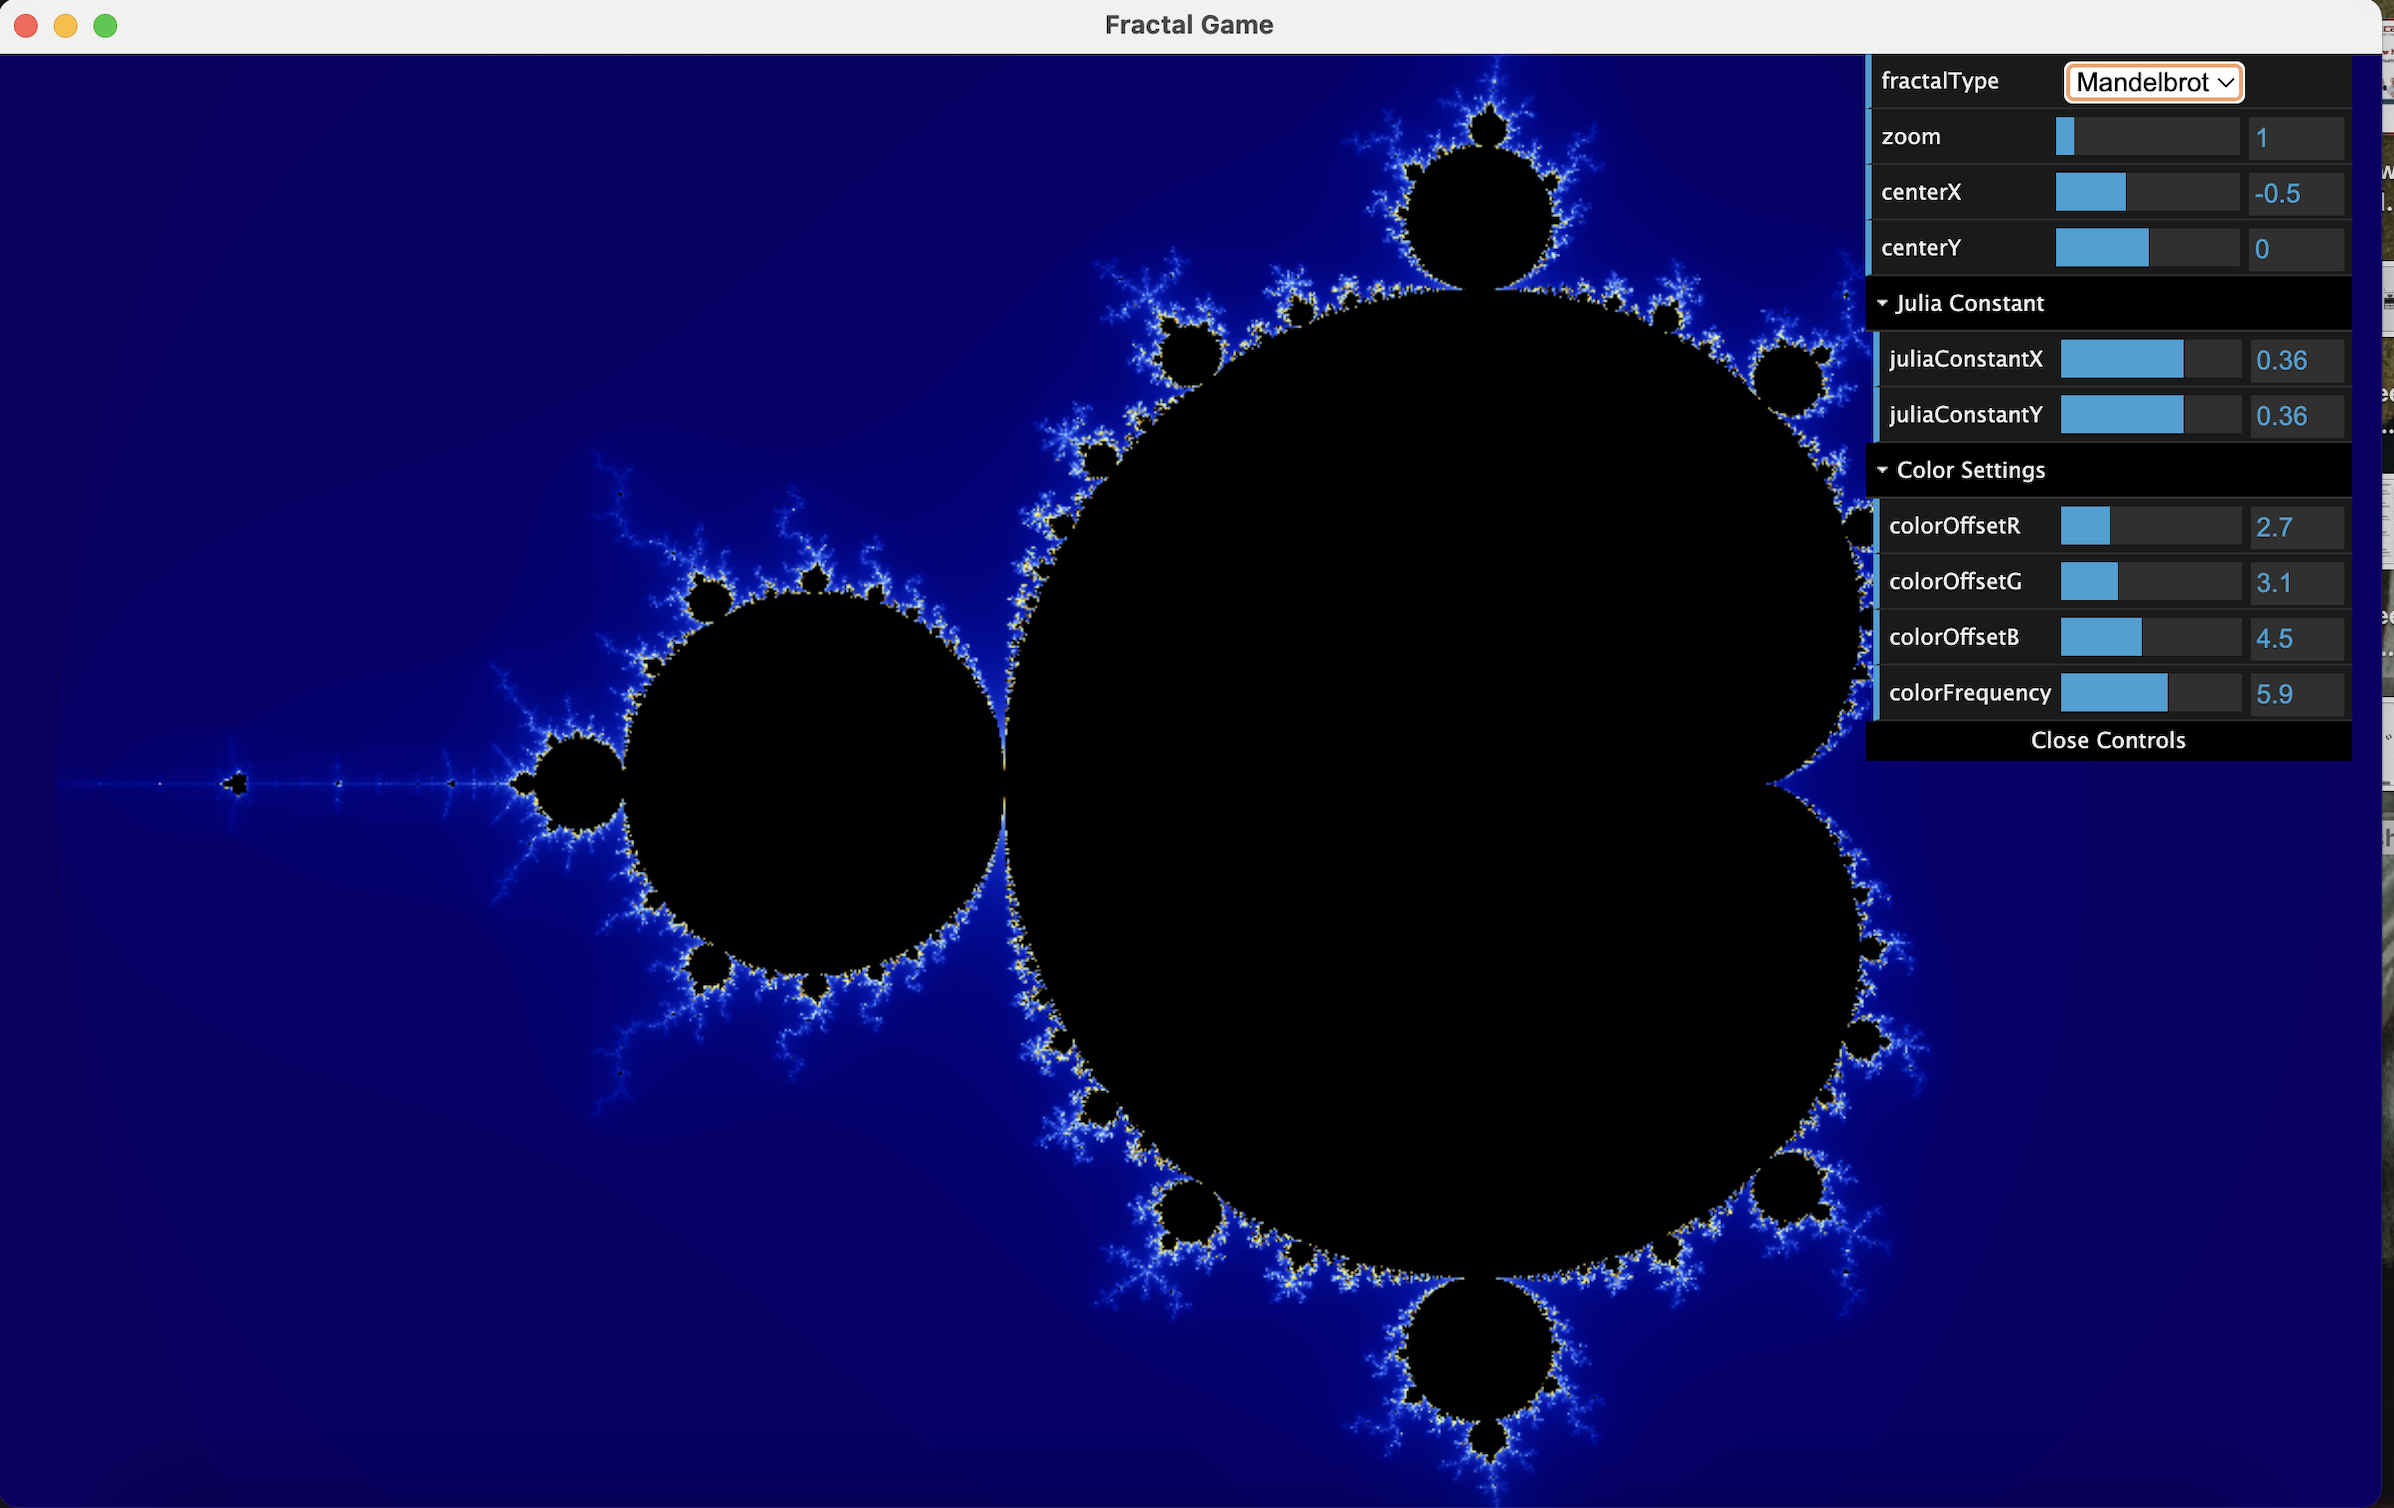 Fractal Game
fractalType Mandelbrot
zoom 1
centerX -0.5
centerY 0
Julia Constant
juliaConstantX 0.36
juliaConstantY 0.36
Color Settings
colorOffsetR 2.7
colorOffsetG 3.1
colorOffsetB 4.5
colorFrequency 5.9
Close Controls